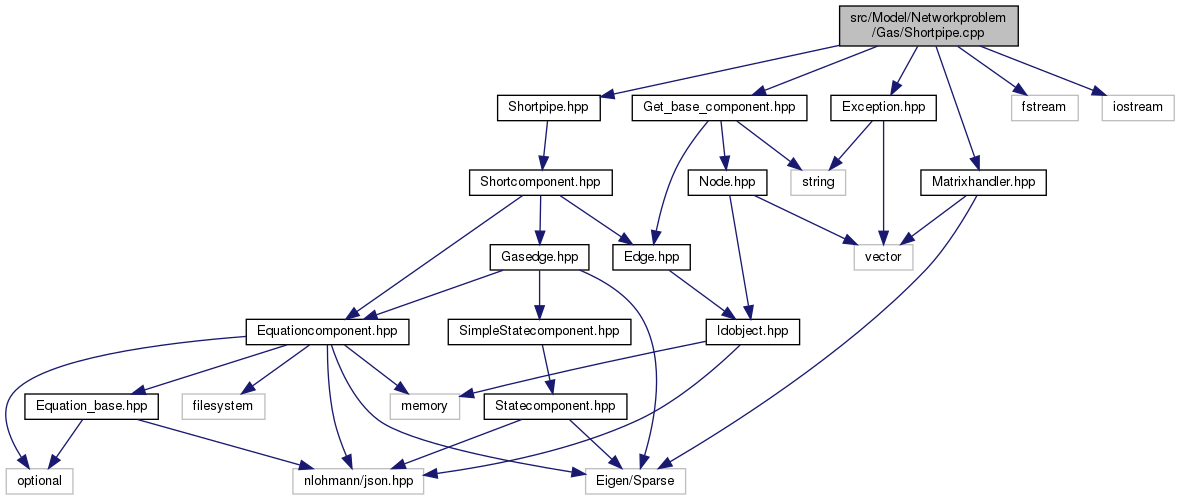 src/Model/Networkproblem
/Gas/Shortpipe.cpp
Shortpipe.hpp
Get_base_component.hpp
Exception.hpp
fstream
iostream
Shortcomponent.hpp
Node.hpp
string
Matrixhandler.hpp
Gasedge.hpp
Edge.hpp
vector
Equationcomponent.hpp
SimpleStatecomponent.hpp
Idobject.hpp
Equation_base.hpp
filesystem
memory
Statecomponent.hpp
optional
nlohmann/json.hpp
Eigen/Sparse